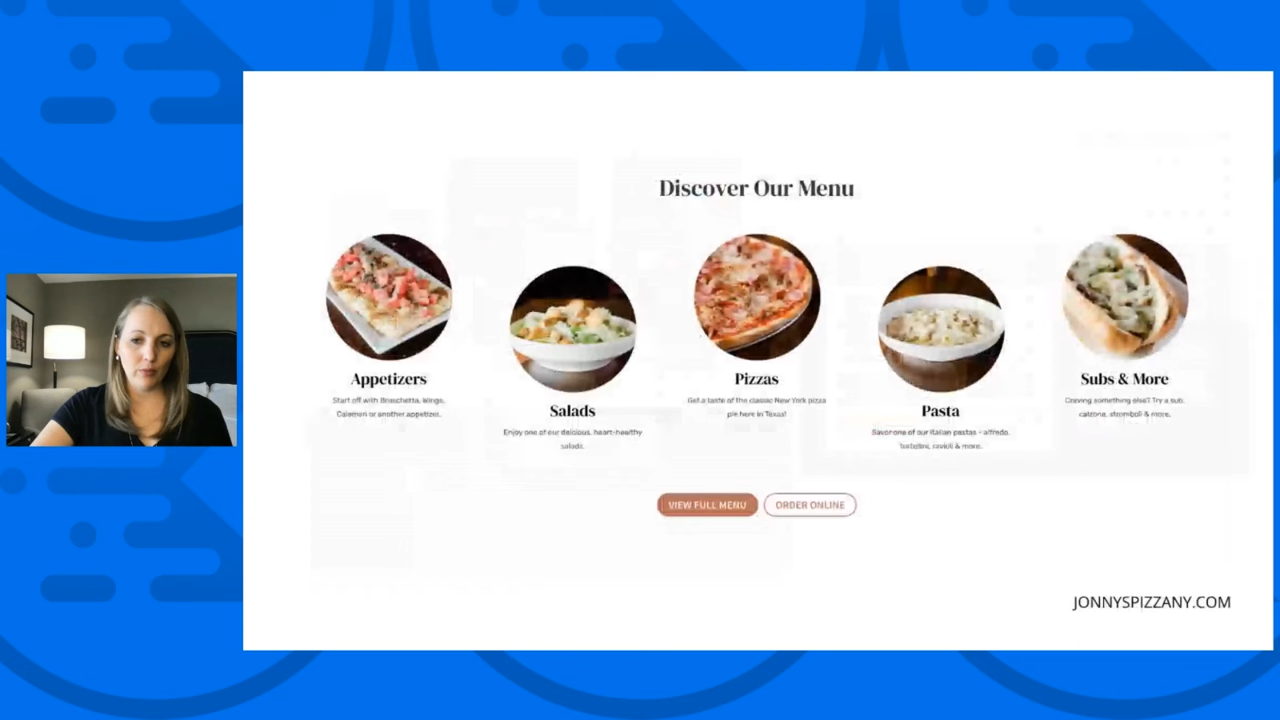 Discover Our Menu
Appetizers
Start off with Bruschetta, Wings,
Calamari or another appetizer.
Salads
Enjoy one of our delicious, heart-healthy
salads.
Pizzas
Get a taste of the classic New York pizza
pie here in Texas!
Pasta
Savor one of our Italian pastas - alfredo,
tortellini, ravioli & more.
Subs & More
Craving something else? Try a sub,
calzone, stromboli & more.
VIEW FULL MENU
ORDER ONLINE
JONNYSPIZZANY.COM